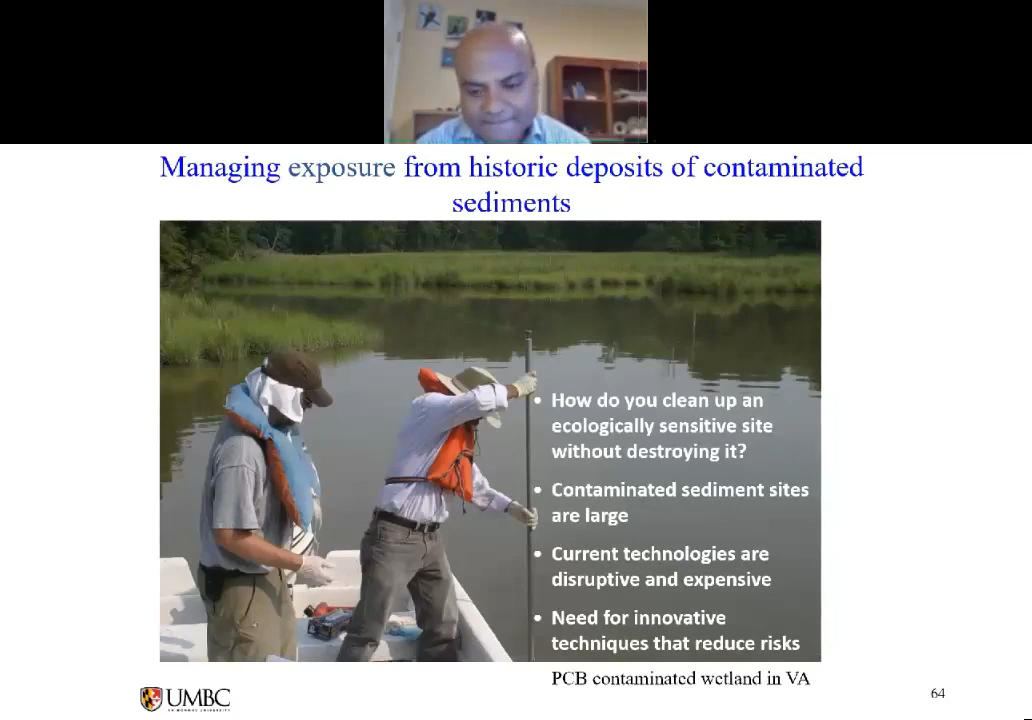 Managing exposure from historic deposits of contaminated
sediments
• How do you clean up an
ecologically sensitive site
without destroying it?
• Contaminated sediment sites
are large
• Current technologies are
disruptive and expensive
• Need for innovative
techniques that reduce risks
PCB contaminated wetland in VA
UMBC
64